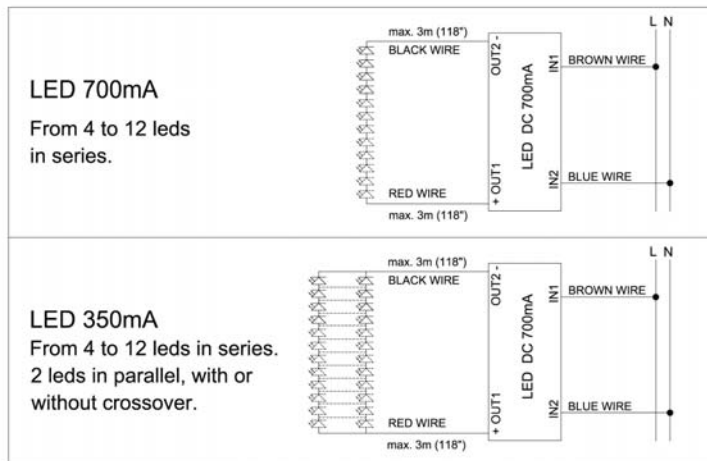 LED 700mA
From 4 to 12 leds
in series.
max. 3m (118")
BLACK WIRE
RED WIRE
max. 3m (118")
OUT2 -
+ OUT1
LED DC 700mA
IN1
IN2
BROWN WIRE
BLUE WIRE
L N
LED 350mA
From 4 to 12 leds in series.
2 leds in parallel, with or
without crossover.
max. 3m (118")
BLACK WIRE
RED WIRE
max. 3m (118")
OUT2 -
+ OUT1
LED DC 700mA
IN1
IN2
BROWN WIRE
BLUE WIRE
L N